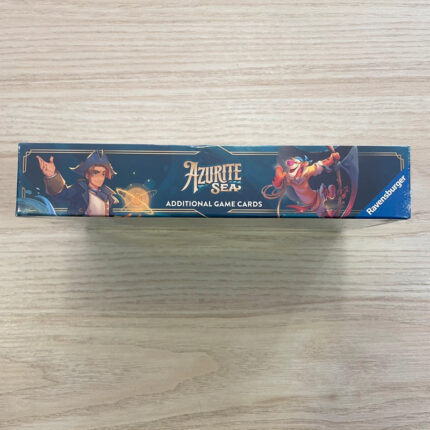 AZURITE
SEA
ADDITIONAL GAME CARDS
Ravensburger